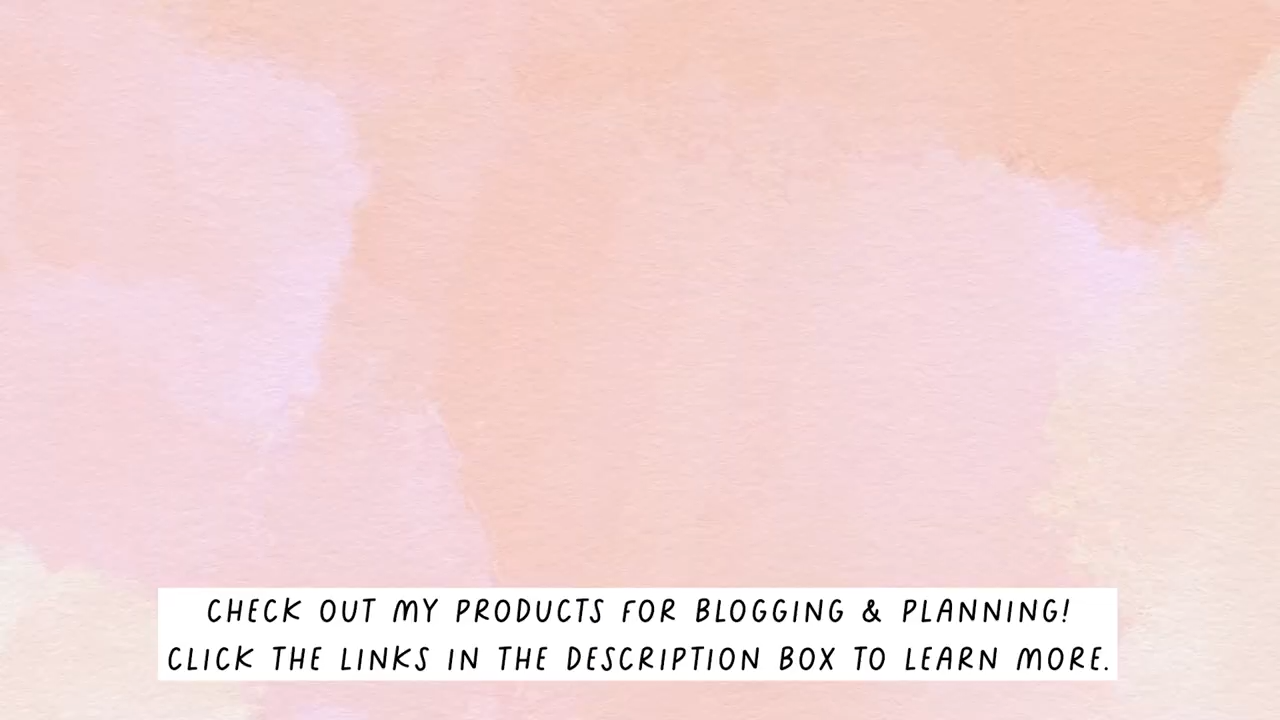 CHECK OUT MY PRODUCTS FOR BLOGGING & PLANNING!
CLICK THE LINKS IN THE DESCRIPTION BOX TO LEARN MORE.